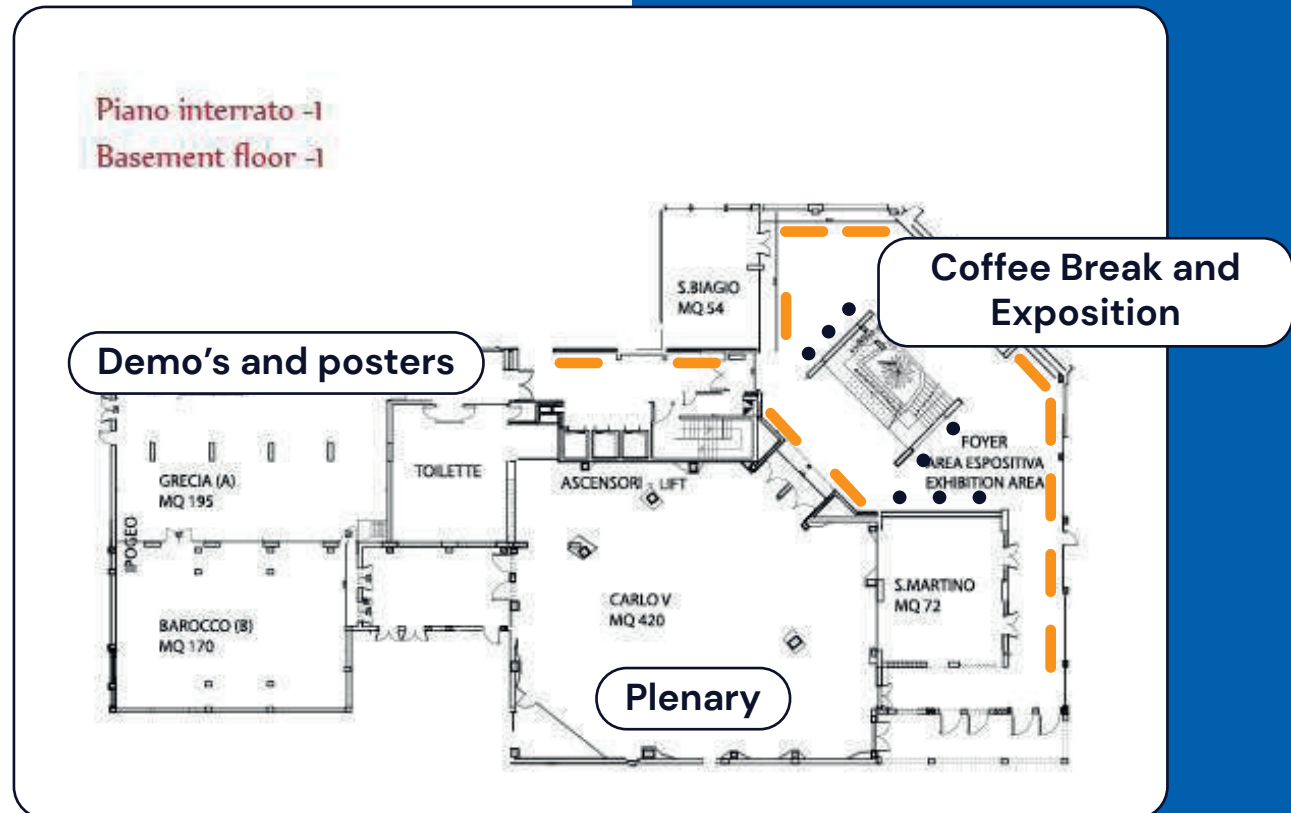 Piano interrato -1
Basement floor -1
Coffee Break and
Exposition
S.BIAGIO
MQ 54
Demo's and posters
FOYER
AREA ESPOSITIVA
EXHIBITION AREA
TOILETTE
ASCENSORI - LIFT
GRECIA (A)
MQ 195
IPOGEO
S.MARTINO
MQ 72
CARLO V
MQ 420
BAROCCO (B)
MQ 170
Plenary